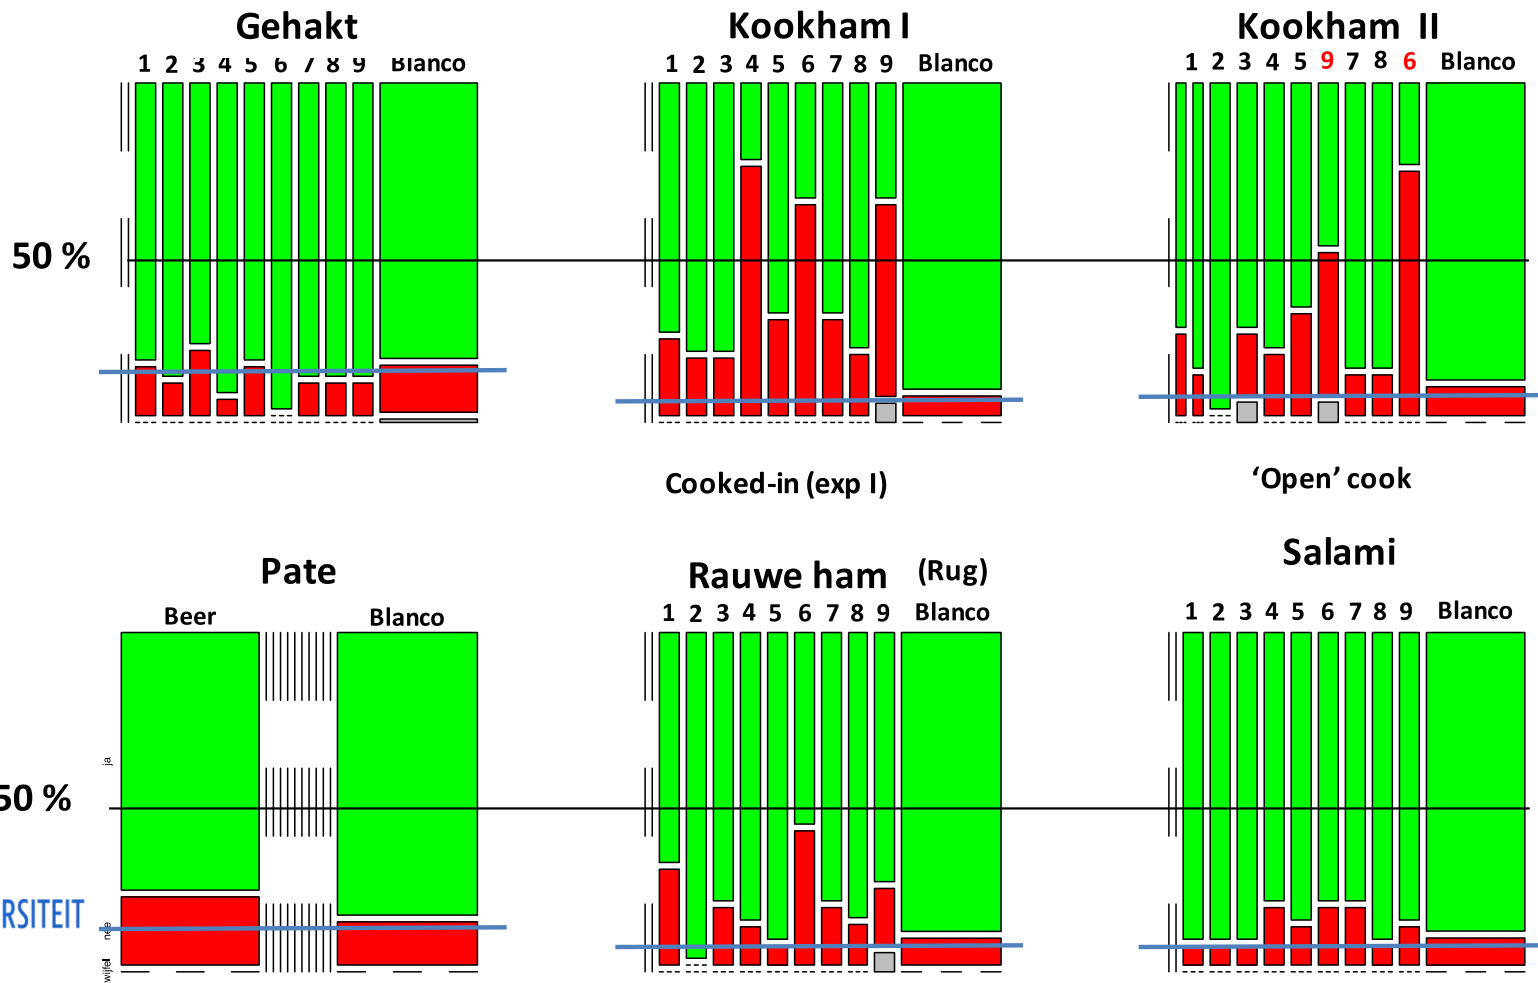 Gehakt
Kookham I
Kookham II
1 2 3 4 5 6 7 8 9 Blanco
1 2 3 4 5 6 7 8 9 Blanco
1 2 3 4 5 9 7 8 6 Blanco
50 %
Cooked-in (exp I)
‘Open’ cook
Pate
Rauwe ham (Rug)
Salami
Beer Blanco
1 2 3 4 5 6 7 8 9 Blanco
1 2 3 4 5 6 7 8 9 Blanco
ja
50 %
RSITEIT
nee
wijfel